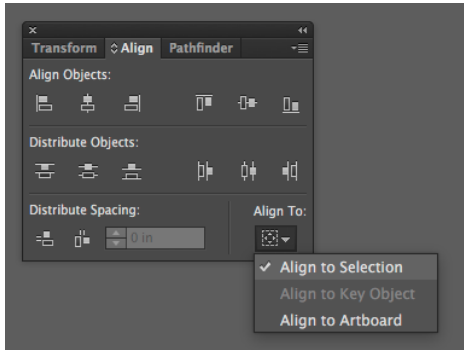 Transform Align Pathfinder
Align Objects:
Distribute Objects:
Distribute Spacing: Align To:
0 in
Align to Selection
Align to Key Object
Align to Artboard